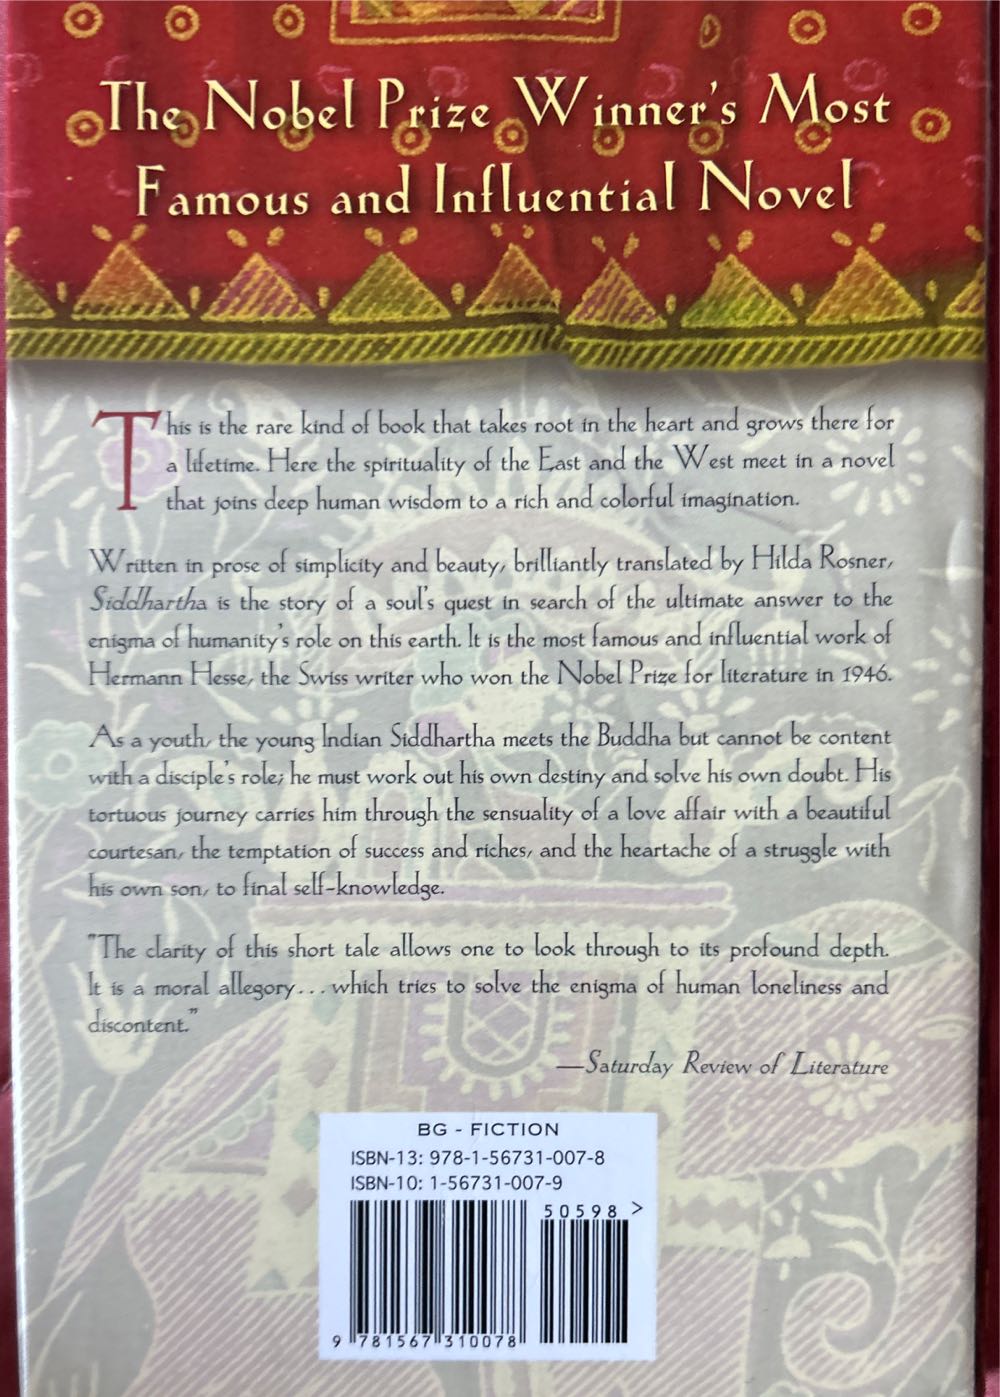 The Nobel Prize Winner's Most
Famous and Influential Novel
This is the rare kind of book that takes root in the heart and grows there for
a lifetime. Here the spirituality of the East and the West meet in a novel
that joins deep human wisdom to a rich and colorful imagination.
Written in prose of simplicity and beauty, brilliantly translated by Hilda Rosner,
Siddhartha is the story of a soul's quest in search of the ultimate answer to the
enigma of humanity's role on this earth. It is the most famous and influential work of
Hermann Hesse, the Swiss writer who won the Nobel Prize for literature in 1946.
As a youth, the young Indian Siddhartha meets the Buddha but cannot be content
with a disciple's role; he must work out his own destiny and solve his own doubt. His
tortuous journey carries him through the sensuality of a love affair with a beautiful
courtesan, the temptation of success and riches, and the heartache of a struggle with
his own son, to final self-knowledge.
"The clarity of this short tale allows one to look through to its profound depth.
It is a moral allegory... which tries to solve the enigma of human loneliness and
discontent."
—Saturday Review of Literature
BG - FICTION
ISBN-13: 978-1-56731-007-8
ISBN-10: 1-56731-007-9
50598 >
9 781567 310078